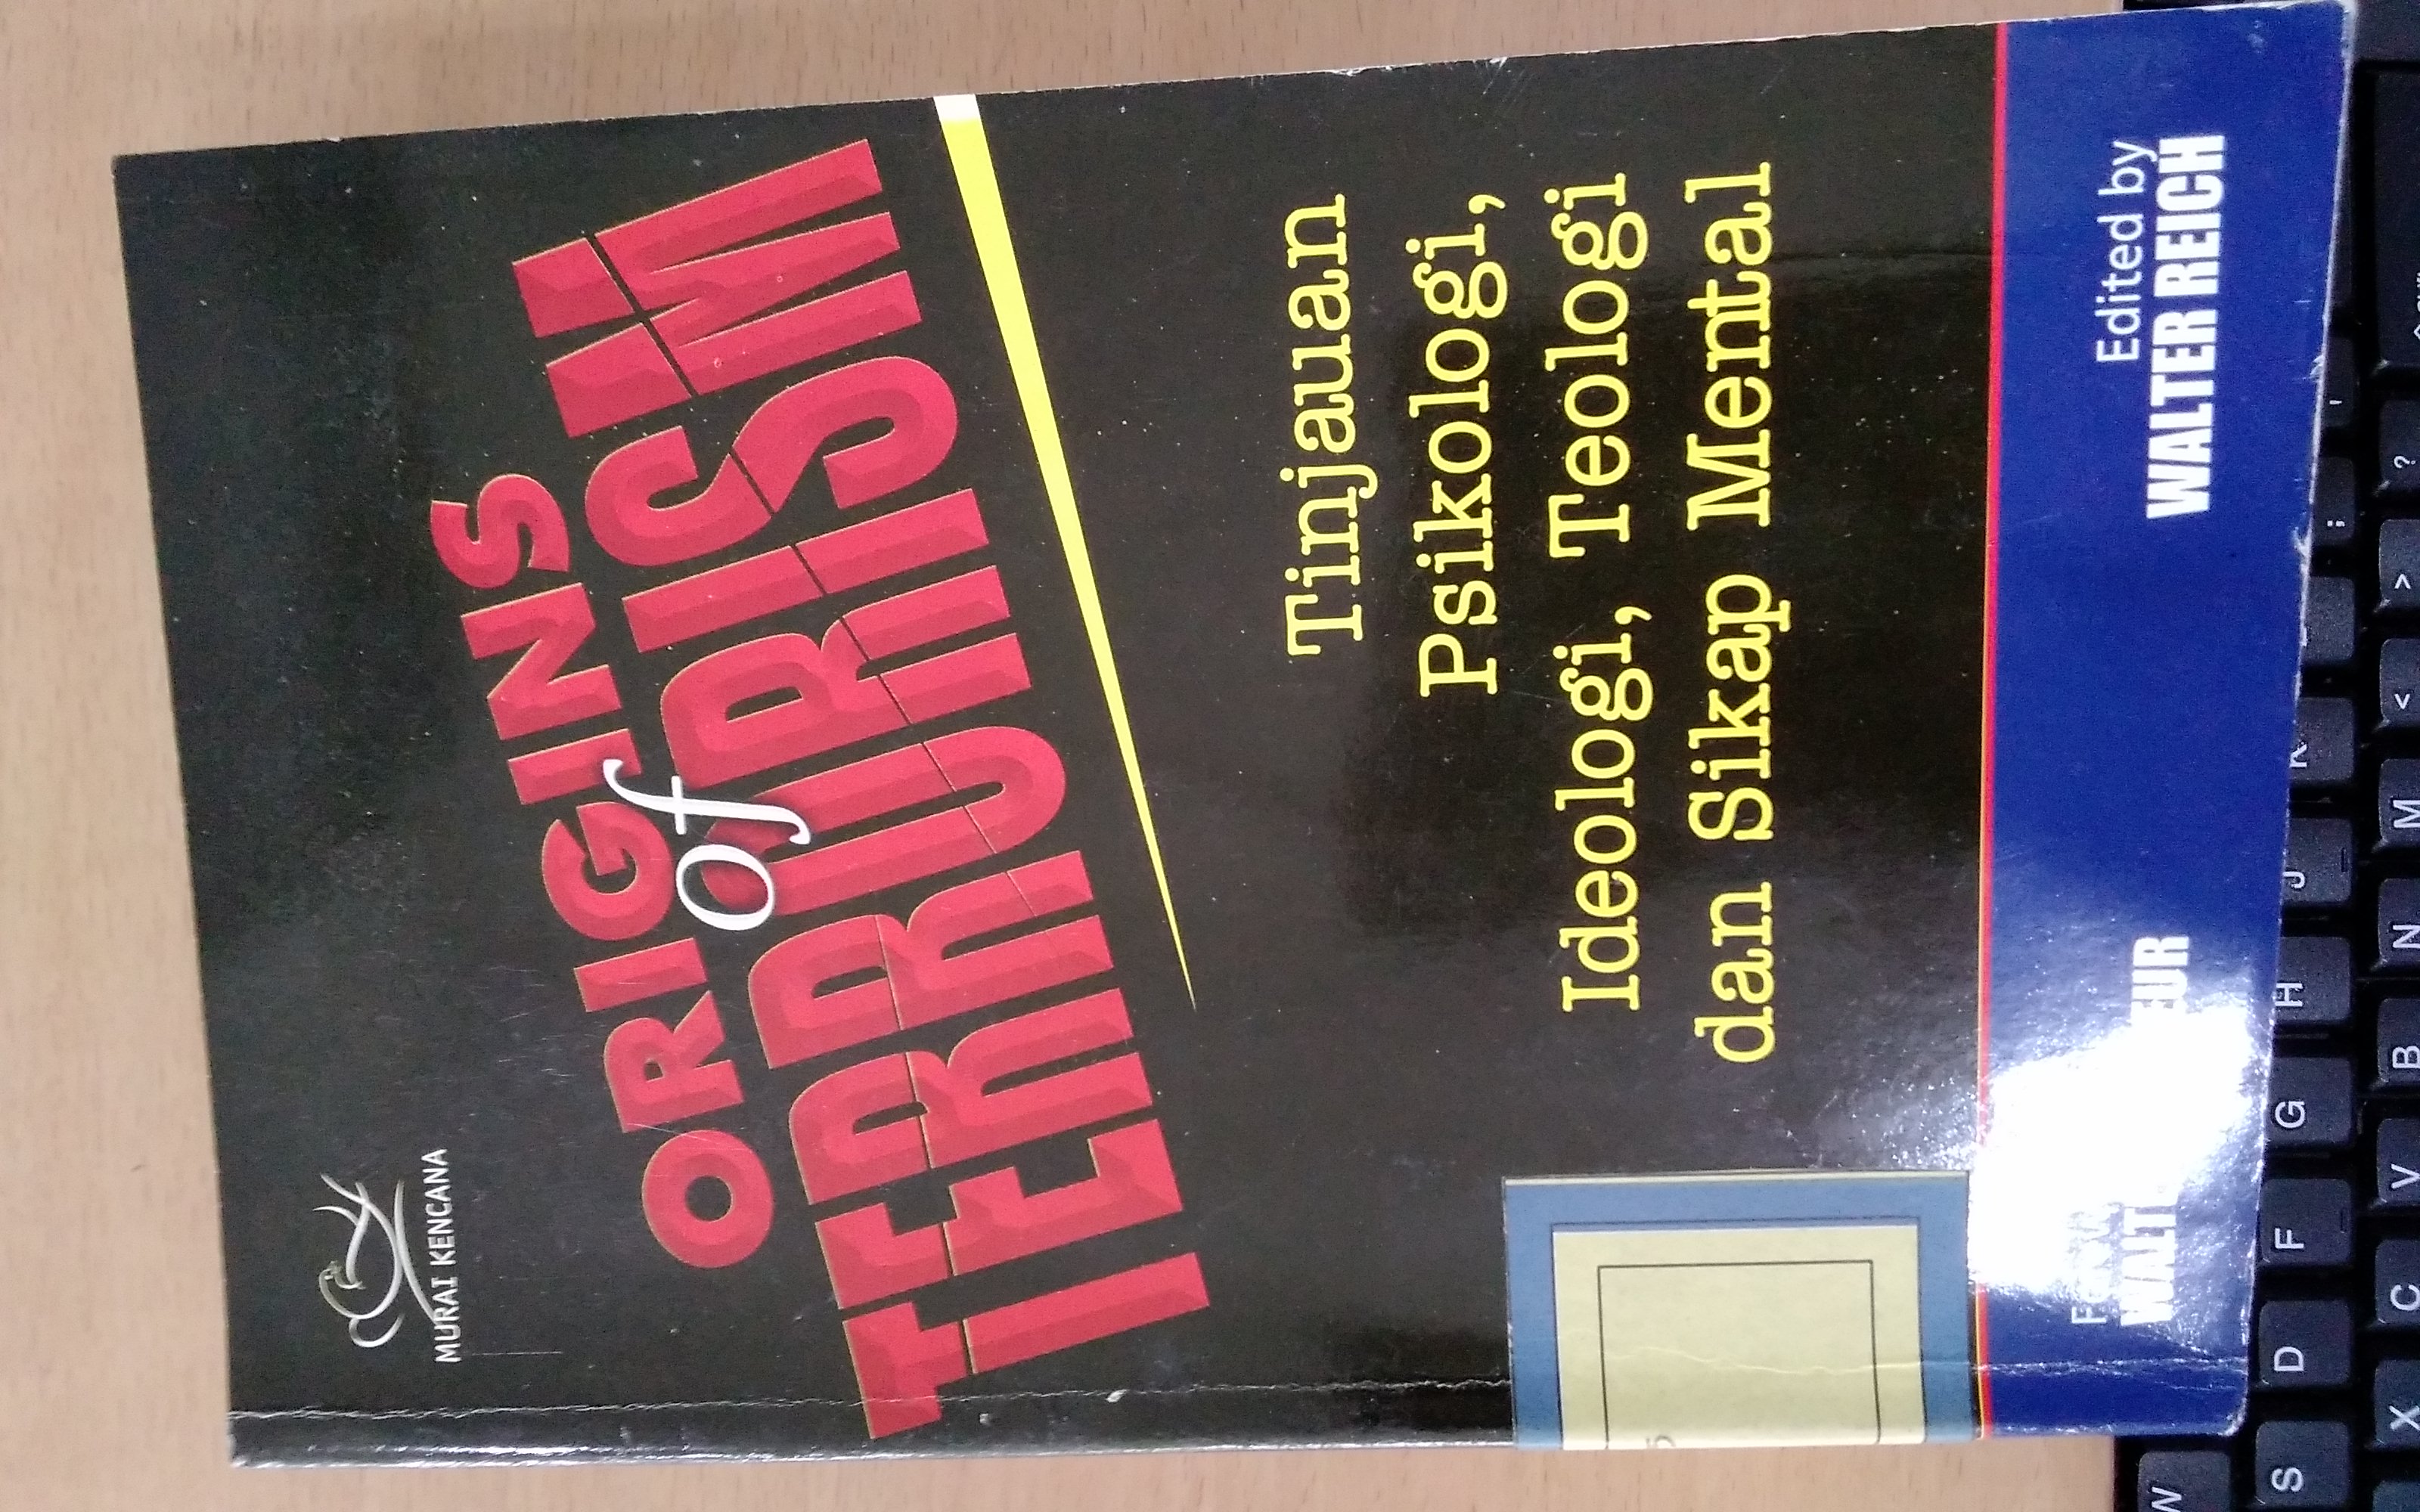 MURAI KENCANA
ORIGINS
of
TERRORISM
Tinjauan
Psikologi,
Ideologi, Teologi
dan Sikap Mental
Edited by
WALTER REICH
W
S D F G H J K
X C V B N M < > ?